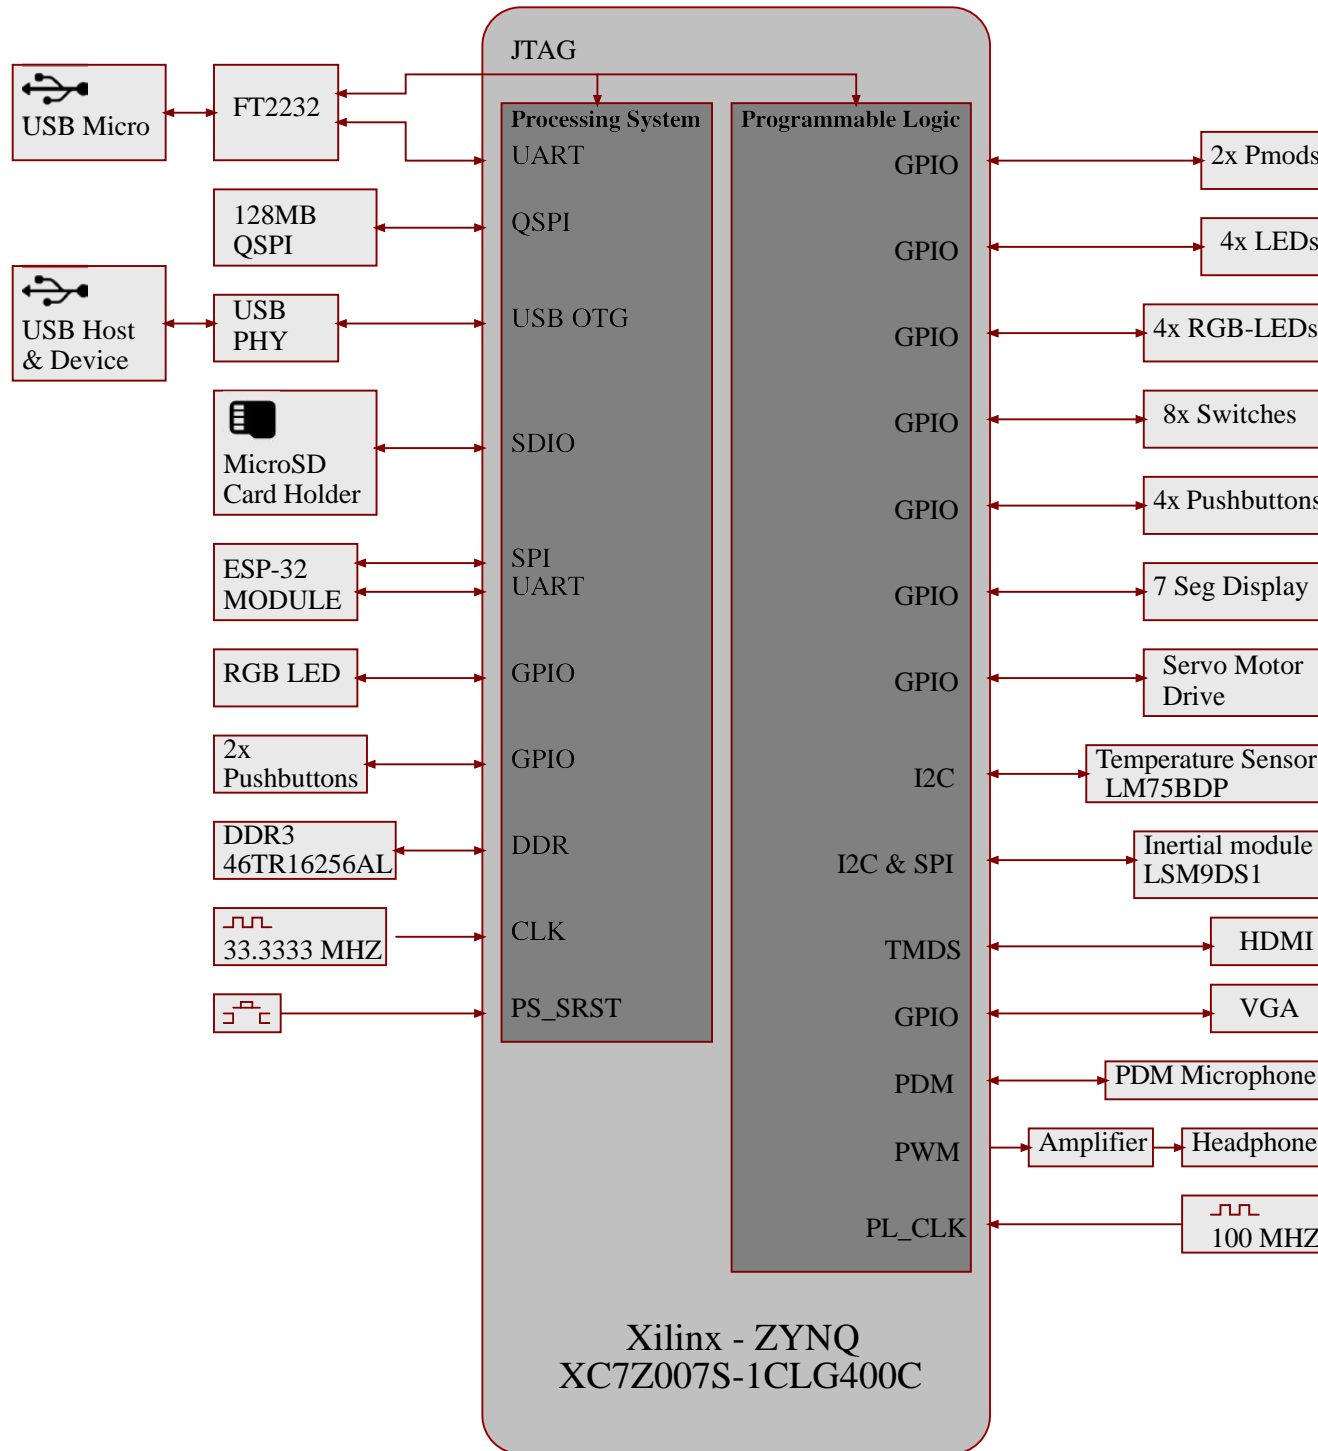 JTAG
USB Micro
FT2232
128MB
QSPI
USB Host
& Device
USB
PHY
MicroSD
Card Holder
ESP-32
MODULE
RGB LED
2x
Pushbuttons
DDR3
46TR16256AL
33.3333 MHZ
Processing System
UART
QSPI
USB OTG
SDIO
SPI
UART
GPIO
GPIO
DDR
CLK
PS_SRST
Programmable Logic
GPIO
GPIO
GPIO
GPIO
GPIO
GPIO
GPIO
I2C
I2C & SPI
TMDS
GPIO
PDM
PWM
PL_CLK
2x Pmods
4x LEDs
4x RGB-LEDs
8x Switches
4x Pushbuttons
7 Seg Display
Servo Motor
Drive
Temperature Sensor
LM75BDP
Inertial module
LSM9DS1
HDMI
VGA
PDM Microphone
Amplifier
Headphone
100 MHZ
Xilinx - ZYNQ
XC7Z007S-1CLG400C